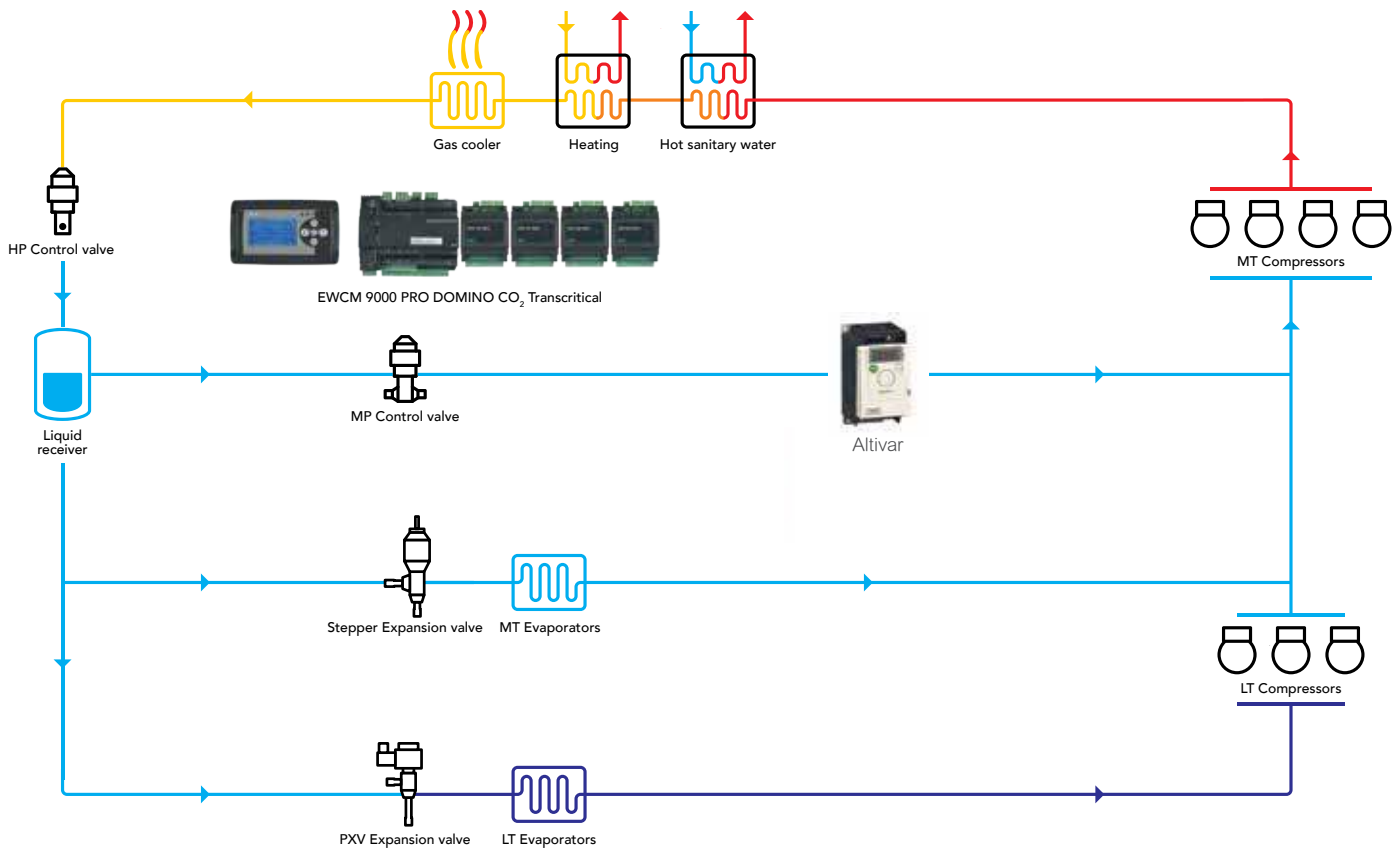 Gas cooler
Heating
Hot sanitary water
HP Control valve
MT Compressors
EWCM 9000 PRO DOMINO CO₂ Transcritical
MP Control valve
Altivar
Liquid
receiver
Stepper Expansion valve
MT Evaporators
LT Compressors
PXV Expansion valve
LT Evaporators